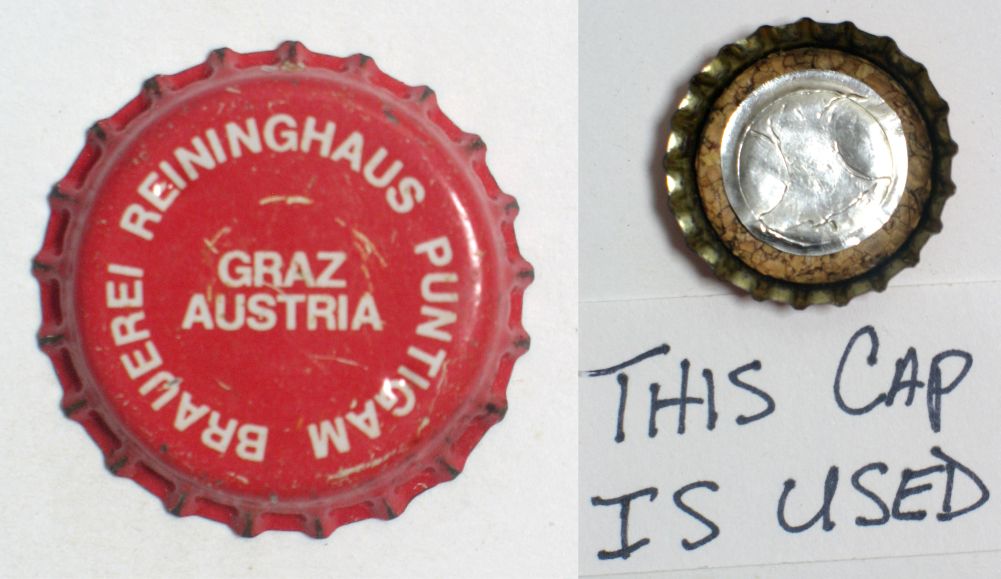 BRAUEREI REININGHAUS PUNTIGAM
GRAZ
AUSTRIA
THIS CAP
IS USED